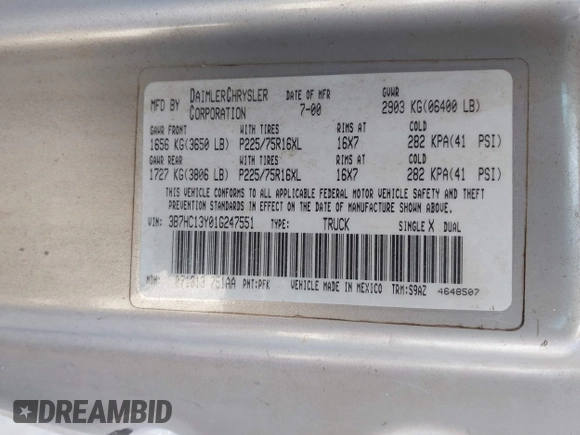 MFD BY DAIMLERCHRYSLER CORPORATION
DATE OF MFR 7-00
GVWR 2903 KG(06400 LB)
GAWR FRONT WITH TIRES RIMS AT COLD
1656 KG(3650 LB) P225/75R16XL 16X7 282 KPA(41 PSI)
GAWR REAR WITH TIRES RIMS AT COLD
1727 KG(3806 LB) P225/75R16XL 16X7 282 KPA(41 PSI)
THIS VEHICLE CONFORMS TO ALL APPLICABLE FEDERAL MOTOR VEHICLE SAFETY AND THEFT
PREVENTION STANDARDS IN EFFECT ON THE DATE OF MANUFACTURE SHOWN ABOVE.
VIN: 3B7HC13Y01G247551 TYPE: TRUCK SINGLE X DUAL
MDH: PNT:PFK VEHICLE MADE IN MEXICO TRM:S9AZ 4648507
DREAMBID